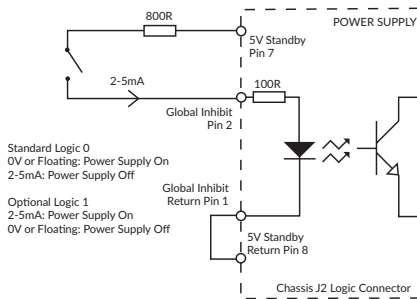 800R
POWER SUPPLY
5V Standby
Pin 7
2-5mA
100R
Global Inhibit
Pin 2
Standard Logic 0
0V or Floating: Power Supply On
2-5mA: Power Supply Off
Global Inhibit
Return Pin 1
Optional Logic 1
2-5mA: Power Supply On
0V or Floating: Power Supply Off
5V Standby
Return Pin 8
Chassis J2 Logic Connector